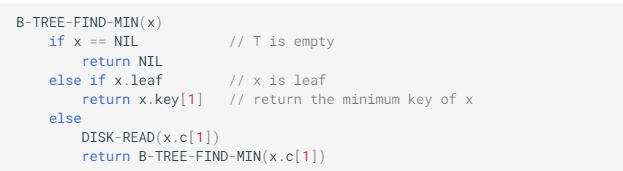 B-TREE-FIND-MIN(x)
    if x == NIL              // T is empty
        return NIL
    else if x.leaf           // x is leaf
        return x.key[1]      // return the minimum key of x
    else
        DISK-READ(x.c[1])
        return B-TREE-FIND-MIN(x.c[1])